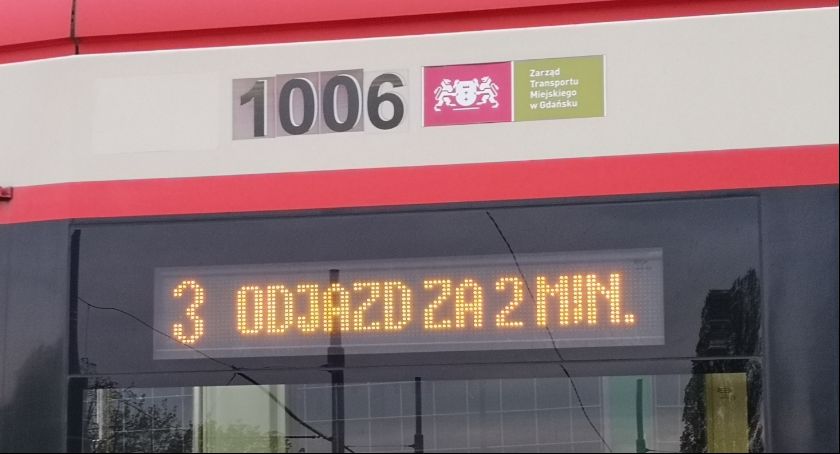 1006
Zarząd
Transportu
Miejskiego
w Gdańsku
3 ODJAZD ZA 2 MIN.